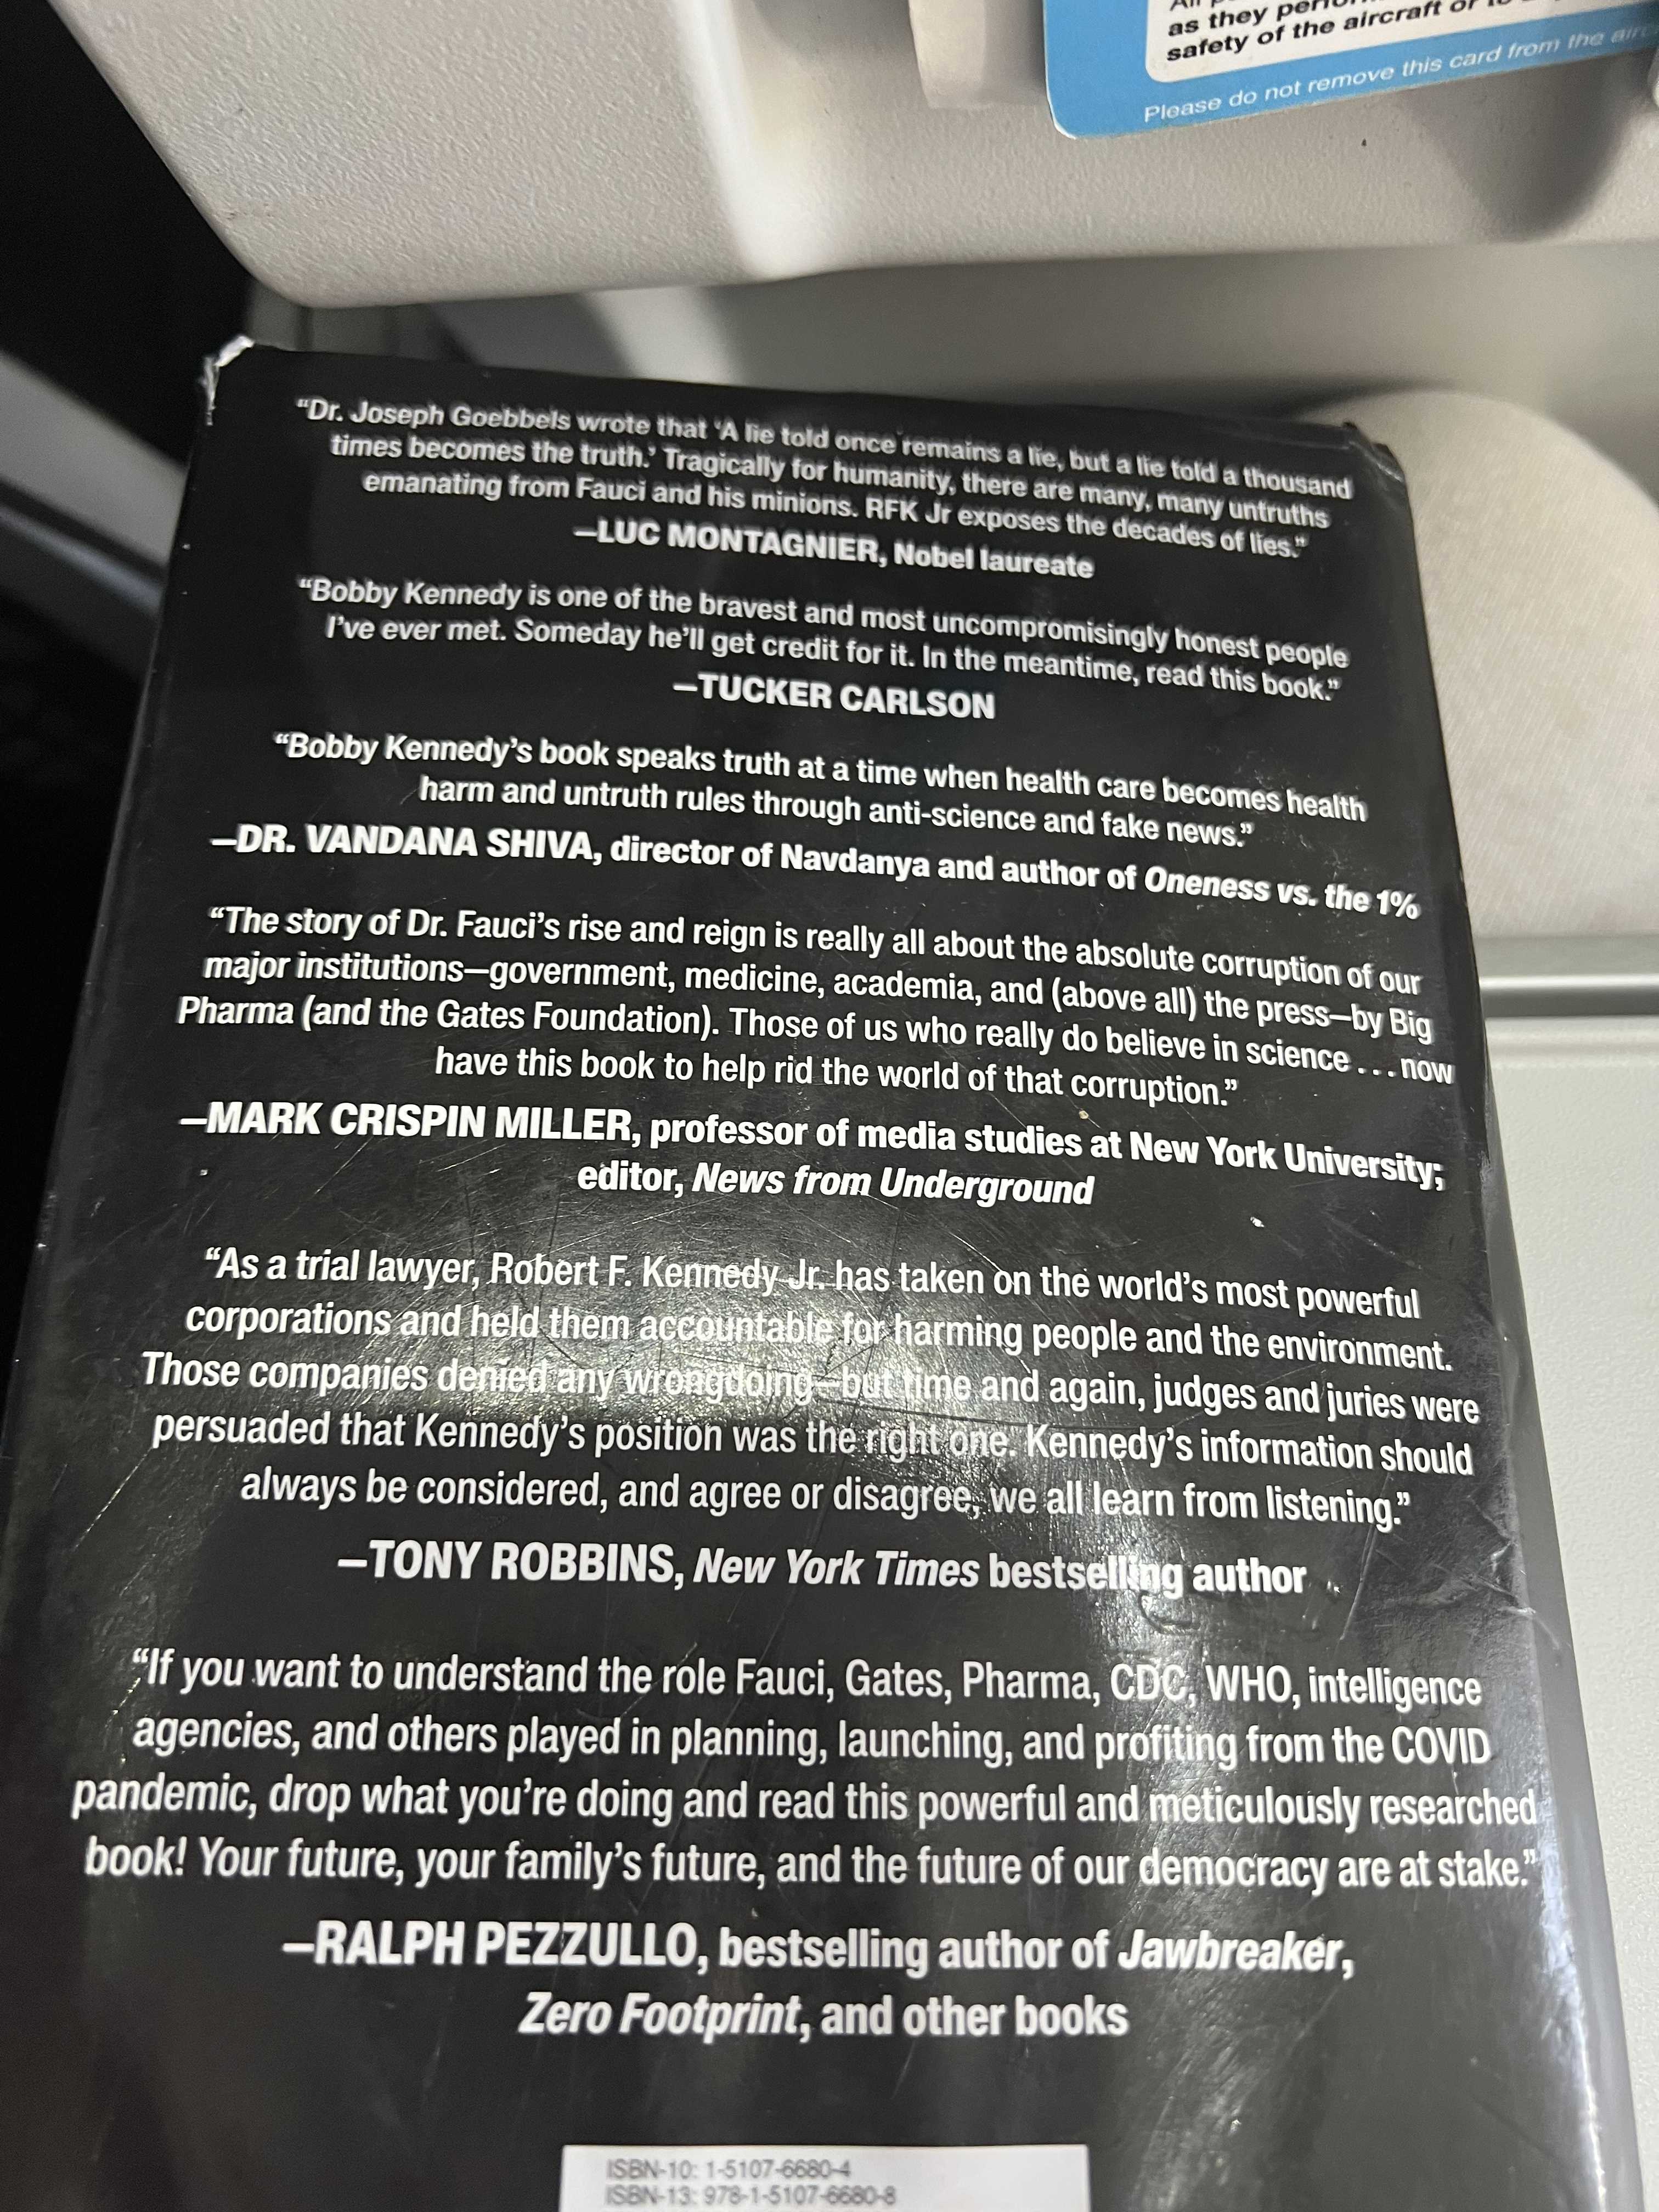 as they perform
safety of the aircraft or to
Please do not remove this card from the
“Dr. Joseph Goebbels wrote that ‘A lie told once remains a lie, but a lie told a thousand
times becomes the truth.’ Tragically for humanity, there are many, many untruths
emanating from Fauci and his minions. RFK Jr exposes the decades of lies.”
—LUC MONTAGNIER, Nobel laureate
“Bobby Kennedy is one of the bravest and most uncompromisingly honest people
I’ve ever met. Someday he’ll get credit for it. In the meantime, read this book.”
—TUCKER CARLSON
“Bobby Kennedy’s book speaks truth at a time when health care becomes health
harm and untruth rules through anti-science and fake news.”
—DR. VANDANA SHIVA, director of Navdanya and author of Oneness vs. the 1%
“The story of Dr. Fauci’s rise and reign is really all about the absolute corruption of our
major institutions—government, medicine, academia, and (above all) the press—by Big
Pharma (and the Gates Foundation). Those of us who really do believe in science . . . now
have this book to help rid the world of that corruption.”
—MARK CRISPIN MILLER, professor of media studies at New York University;
editor, News from Underground
“As a trial lawyer, Robert F. Kennedy Jr. has taken on the world’s most powerful
corporations and held them accountable for harming people and the environment.
Those companies denied any wrongdoing—but time and again, judges and juries were
persuaded that Kennedy’s position was the right one. Kennedy’s information should
always be considered, and agree or disagree, we all learn from listening.”
—TONY ROBBINS, New York Times bestselling author
“If you want to understand the role Fauci, Gates, Pharma, CDC, WHO, intelligence
agencies, and others played in planning, launching, and profiting from the COVID
pandemic, drop what you’re doing and read this powerful and meticulously researched
book! Your future, your family’s future, and the future of our democracy are at stake.”
—RALPH PEZZULLO, bestselling author of Jawbreaker,
Zero Footprint, and other books
ISBN-10: 1-5107-6680-4
ISBN-13: 978-1-5107-6680-8